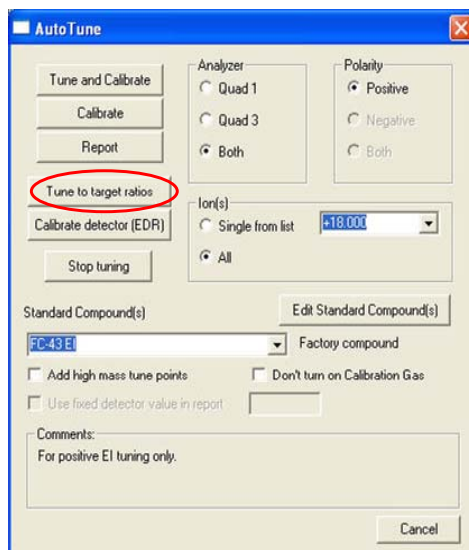 AutoTune
Tune and Calibrate
Calibrate
Report
Tune to target ratios
Calibrate detector (EDR)
Stop tuning
Analyzer
Quad 1
Quad 3
Both
Polarity
Positive
Negative
Both
Ion(s)
Single from list
+18.000
All
Standard Compound(s)
Edit Standard Compound(s)
FC-43 EI
Factory compound
Add high mass tune points
Don't turn on Calibration Gas
Use fixed detector value in report
Comments:
For positive EI tuning only.
Cancel